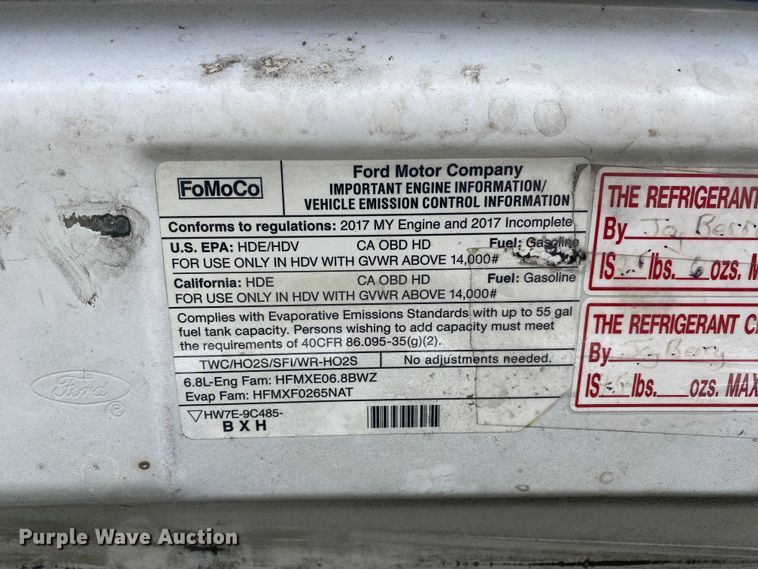 FoMoCo
Ford Motor Company
IMPORTANT ENGINE INFORMATION/
VEHICLE EMISSION CONTROL INFORMATION
Conforms to regulations: 2017 MY Engine and 2017 Incomplete
U.S. EPA: HDE/HDV CA OBD HD Fuel: Gasoline
FOR USE ONLY IN HDV WITH GVWR ABOVE 14,000#
California: HDE CA OBD HD Fuel: Gasoline
FOR USE ONLY IN HDV WITH GVWR ABOVE 14,000#
Complies with Evaporative Emissions Standards with up to 55 gal
fuel tank capacity. Persons wishing to add capacity must meet
the requirements of 40CFR 86.095-35(g)(2).
TWC/HO2S/SFI/WR-HO2S No adjustments needed.
6.8L-Eng Fam: HFMXE06.8BWZ
Evap Fam: HFMXF0265NAT
HW7E-9C485-
B X H
THE REFRIGERANT
By
IS lbs. 6 ozs. M
THE REFRIGERANT C
By Jay Berry
IS lbs. ozs. MAX
Ford
®
Purple Wave Auction®
purplewave.com®